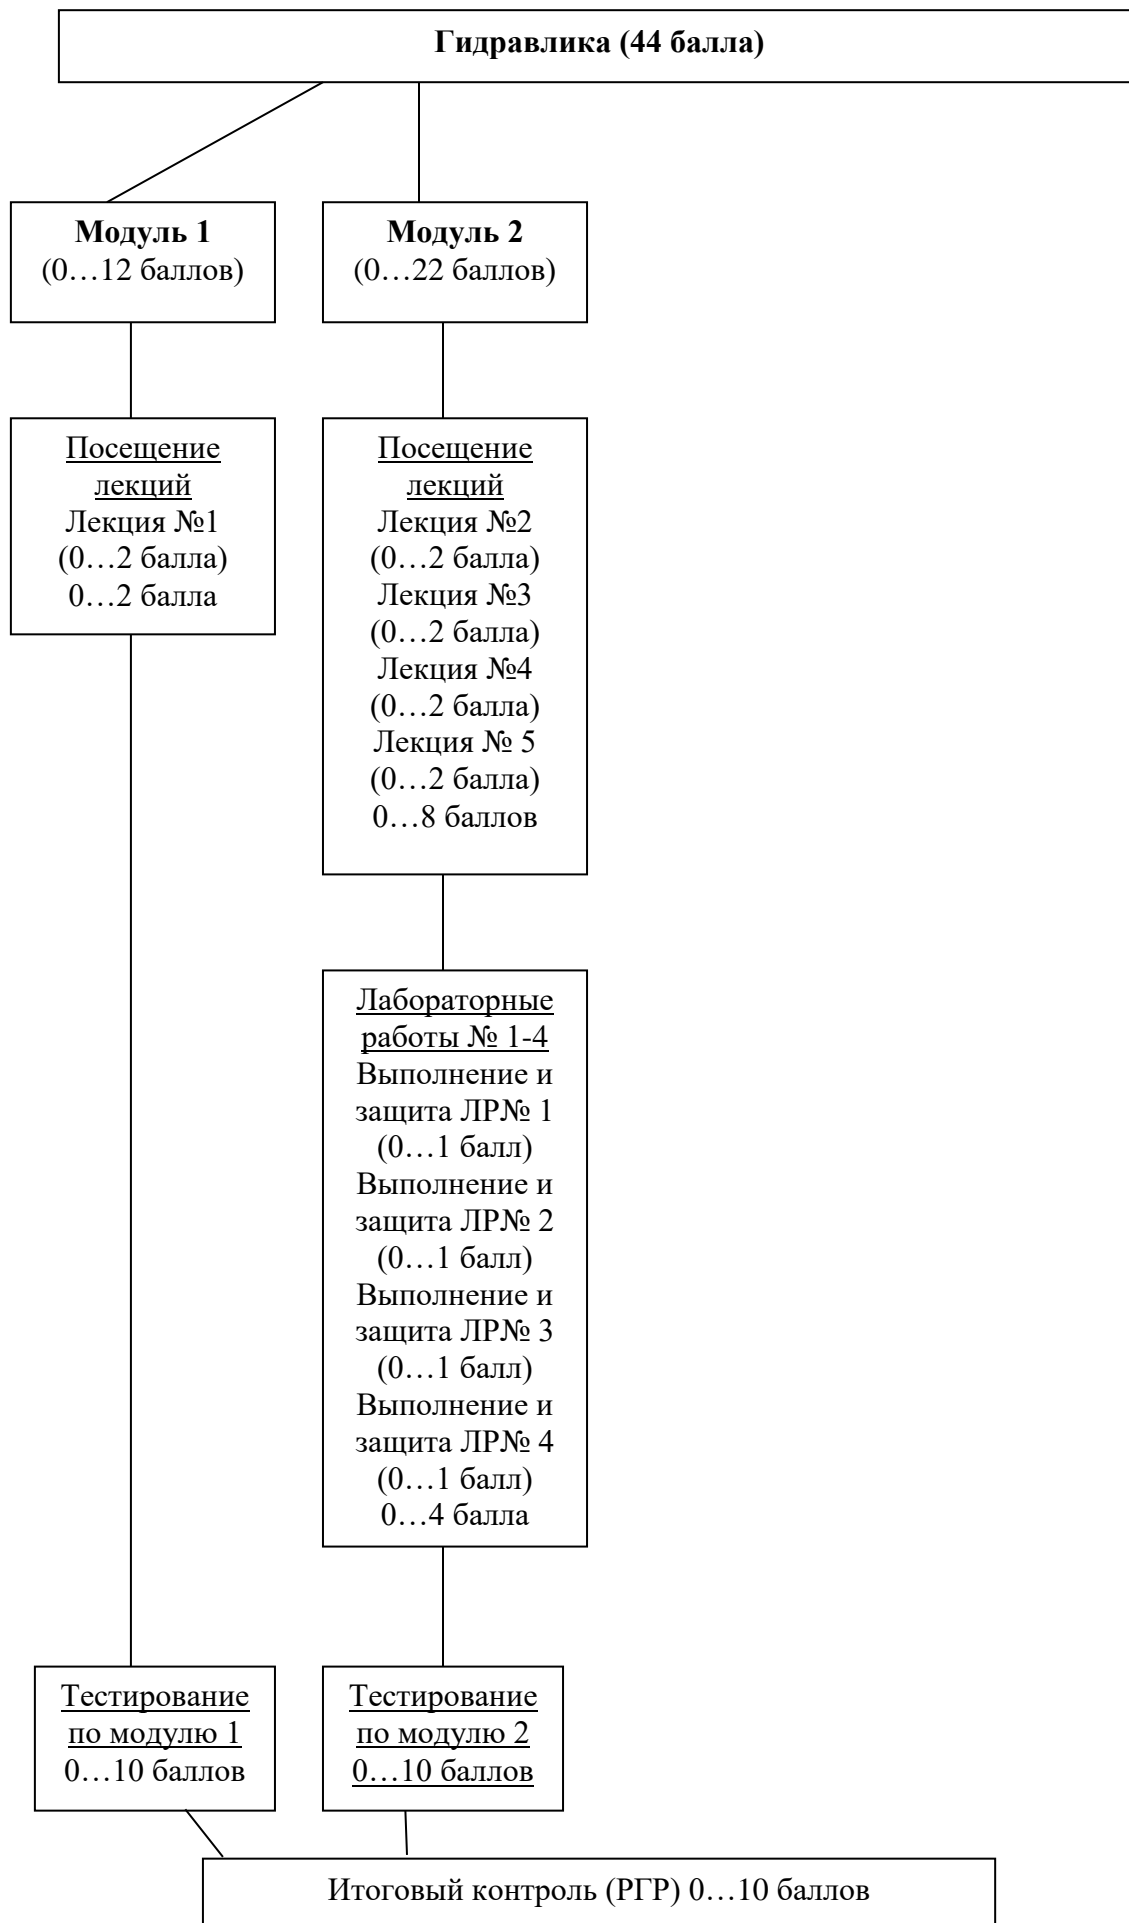 Гидравлика (44 балла)
Модуль 1
(0…12 баллов)
Модуль 2
(0…22 баллов)
Посещение
лекций
Лекция №1
(0…2 балла)
0…2 балла
Посещение
лекций
Лекция №2
(0…2 балла)
Лекция №3
(0…2 балла)
Лекция №4
(0…2 балла)
Лекция № 5
(0…2 балла)
0…8 баллов
Лабораторные
работы № 1-4
Выполнение и
защита ЛР№ 1
(0…1 балл)
Выполнение и
защита ЛР№ 2
(0…1 балл)
Выполнение и
защита ЛР№ 3
(0…1 балл)
Выполнение и
защита ЛР№ 4
(0…1 балл)
0…4 балла
Тестирование
по модулю 1
0…10 баллов
Тестирование
по модулю 2
0…10 баллов
Итоговый контроль (РГР) 0…10 баллов